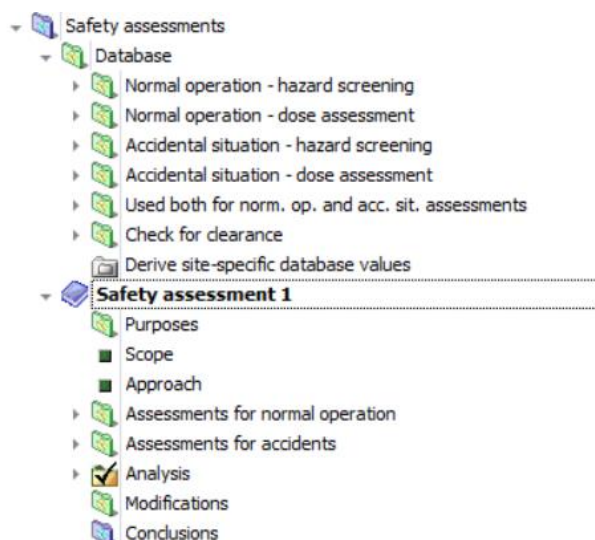 Safety assessments
Database
Normal operation - hazard screening
Normal operation - dose assessment
Accidental situation - hazard screening
Accidental situation - dose assessment
Used both for norm. op. and acc. sit. assessments
Check for clearance
Derive site-specific database values
Safety assessment 1
Purposes
Scope
Approach
Assessments for normal operation
Assessments for accidents
Analysis
Modifications
Conclusions